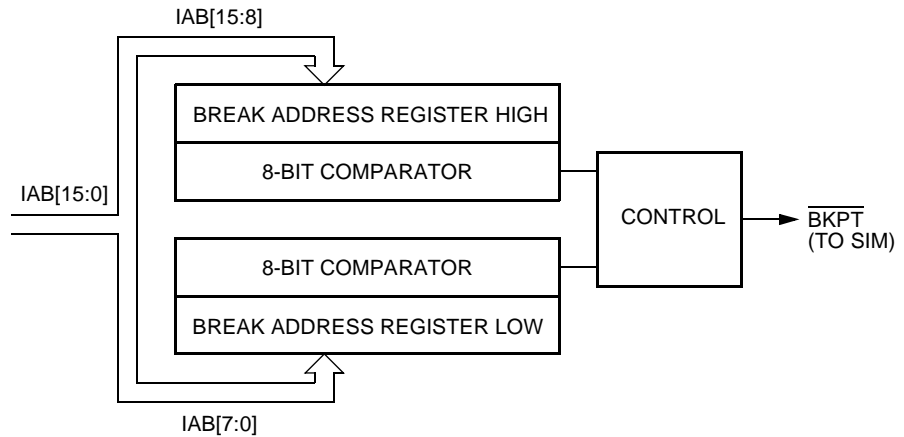 IAB[15:8]
BREAK ADDRESS REGISTER HIGH
8-BIT COMPARATOR
IAB[15:0]
CONTROL
BKPT
(TO SIM)
8-BIT COMPARATOR
BREAK ADDRESS REGISTER LOW
IAB[7:0]